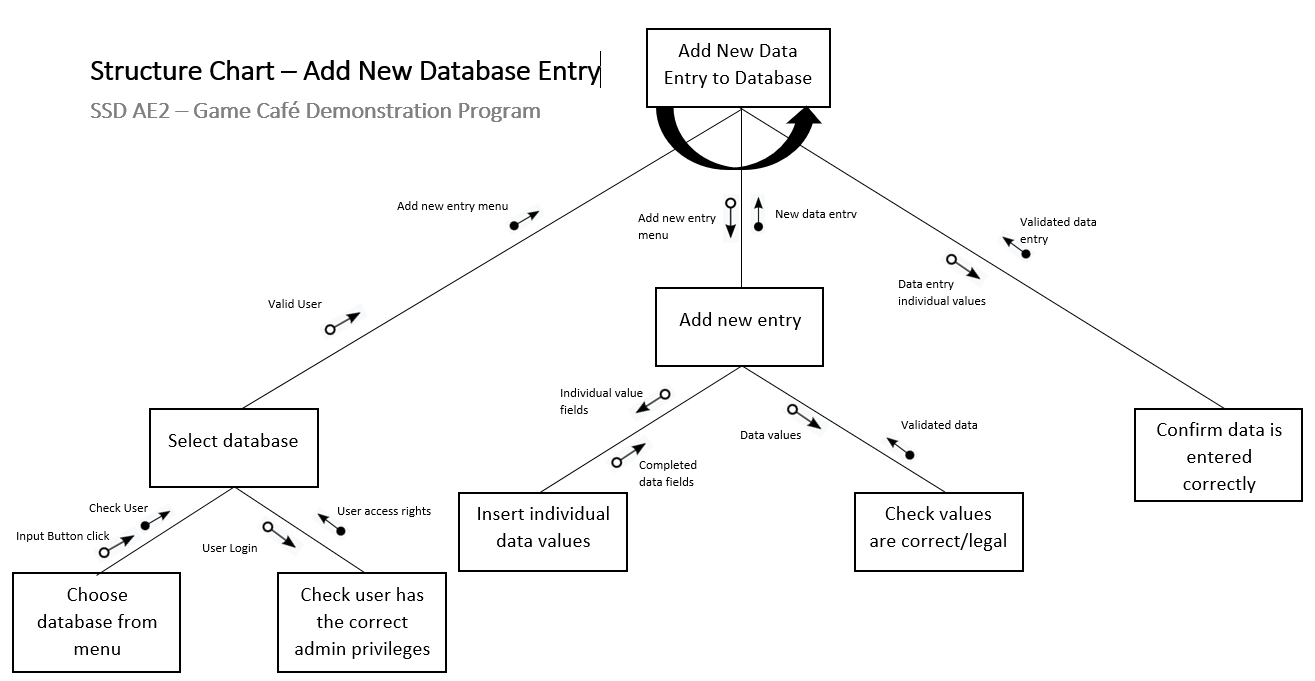 Add New Data
Entry to Database
Structure Chart – Add New Database Entry
SSD AE2 – Game Café Demonstration Program
Add new entry menu
Add new entry
menu
New data entry
Validated data
entry
Data entry
individual values
Valid User
Add new entry
Individual value
fields
Data values
Validated data
Completed
data fields
Select database
Confirm data is
entered
correctly
Check User
Input Button click
User access rights
User Login
Insert individual
data values
Check values
are correct/legal
Choose
database from
menu
Check user has
the correct
admin privileges